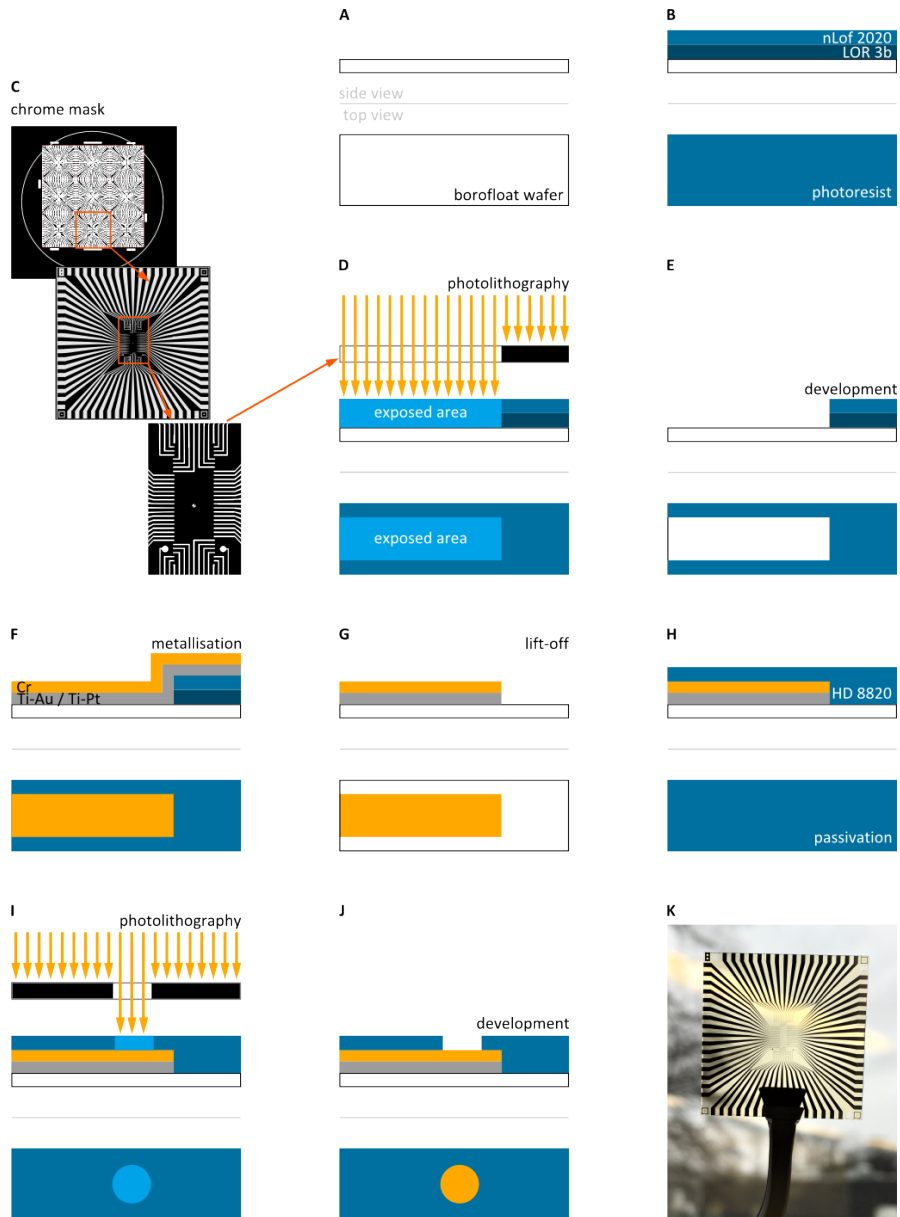 A
side view
top view
borofloat wafer
B
nLof 2020
LOR 3b
photoresist
C
chrome mask
D
photolithography
exposed area
exposed area
E
development
F
metallisation
Cr
Ti-Au / Ti-Pt
G
lift-off
H
HD 8820
passivation
I
photolithography
J
development
K